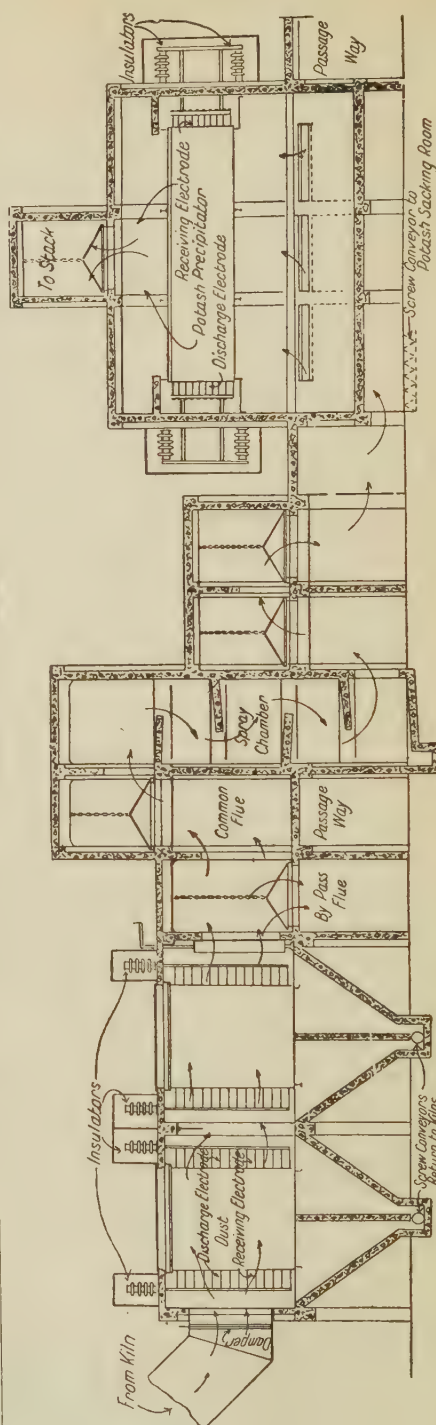 From Kiln
Damper
Insulators
Discharge Electrode
Dust
Receiving Electrode
Screw Conveyors
Return to Kilns
By Pass
Flue
Common
Flue
Passage
Way
Spray
Chamber
To Stack
Receiving Electrode
Potash Precipitator
Discharge Electrode
Insulators
Passage
Way
Screw Conveyor to
Potash Sacking Room